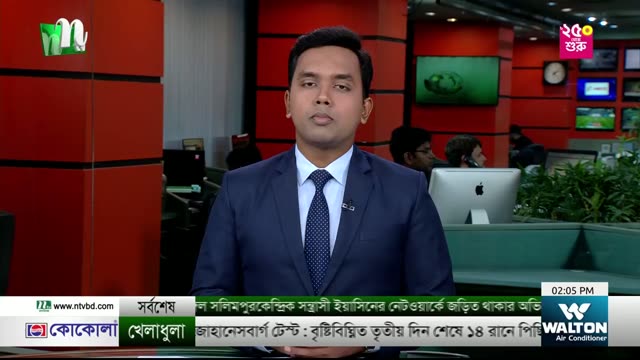 ২৫০
শুরু
www.ntvbd.com
সর্বশেষ
সলিমপুরকেন্দ্রিক সন্ত্রাসী ইয়াসিনের নেটওয়ার্কে জড়িত থাকার
02:05 PM
কোকোলা
খেলাধুলা
জোহানেসবার্গ টেস্ট : বৃষ্টিবিঘ্নিত তৃতীয় দিন শেষে ১৪ রানে
WALTON
Air Conditioner